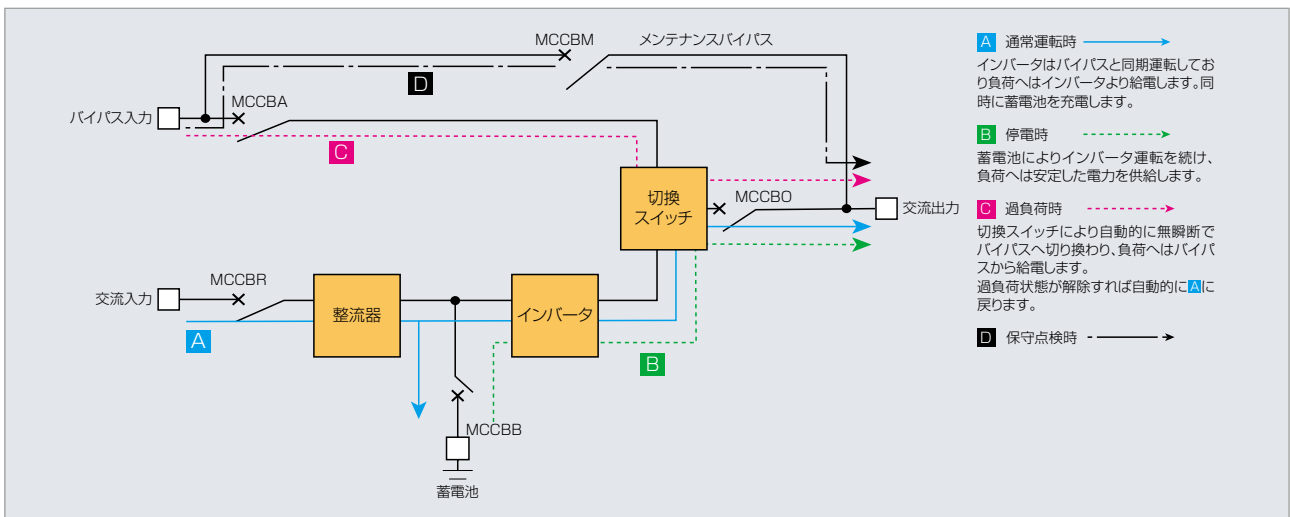 MCCBM
メンテナンスバイパス
D
バイパス入力
MCCBA
C
切換
スイッチ
MCCBO
交流出力
MCCBR
交流入力
整流器
インバータ
A
B
MCCBB
蓄電池
A 通常運転時
インバータはバイパスと同期運転してお
り負荷へはインバータより給電します。同
時に蓄電池を充電します。
B 停電時
蓄電池によりインバータ運転を続け、
負荷へは安定した電力を供給します。
C 過負荷時
切換スイッチにより自動的に無瞬断で
バイパスへ切り換わり、負荷へはバイパ
スから給電します。
過負荷状態が解除すれば自動的にAに
戻ります。
D 保守点検時